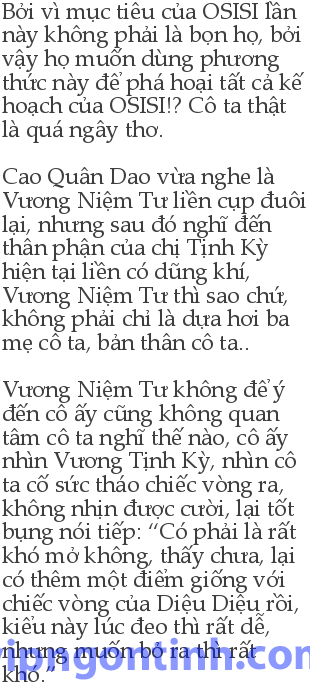 Bởi vì mục tiêu của OSISI lần
này không phải là bọn họ, bởi
vậy họ muốn dùng phương
thức này để phá hoại tất cả kế
hoạch của OSISI!? Cô ta thật
là quá ngây thơ.
Cao Quân Dao vừa nghe là
Vương Niệm Tư liền cụp đuôi
lại, nhưng sau đó nghĩ đến
thân phận của chị Tịnh Kỳ
hiện tại liền có dũng khí,
Vương Niệm Tư thì sao chứ,
không phải chỉ là dựa hơi ba
mẹ cô ta, bản thân cô ta..
Vương Niệm Tư không để ý
đến cô ấy cũng không quan
tâm cô ta nghĩ thế nào, cô ấy
nhìn Vương Tịnh Kỳ, nhìn cô
ta cố sức tháo chiếc vòng ra,
không nhịn được cười, lại tốt
bụng nói tiếp: “Có phải là rất
khó mở không, thấy chưa, lại
có thêm một điểm giống với
chiếc vòng của Diệu Diệu rồi,
kiểu này lúc đeo thì rất dễ,
nhưng muốn bỏ ra thì rất
khó.”
ngontinh.com